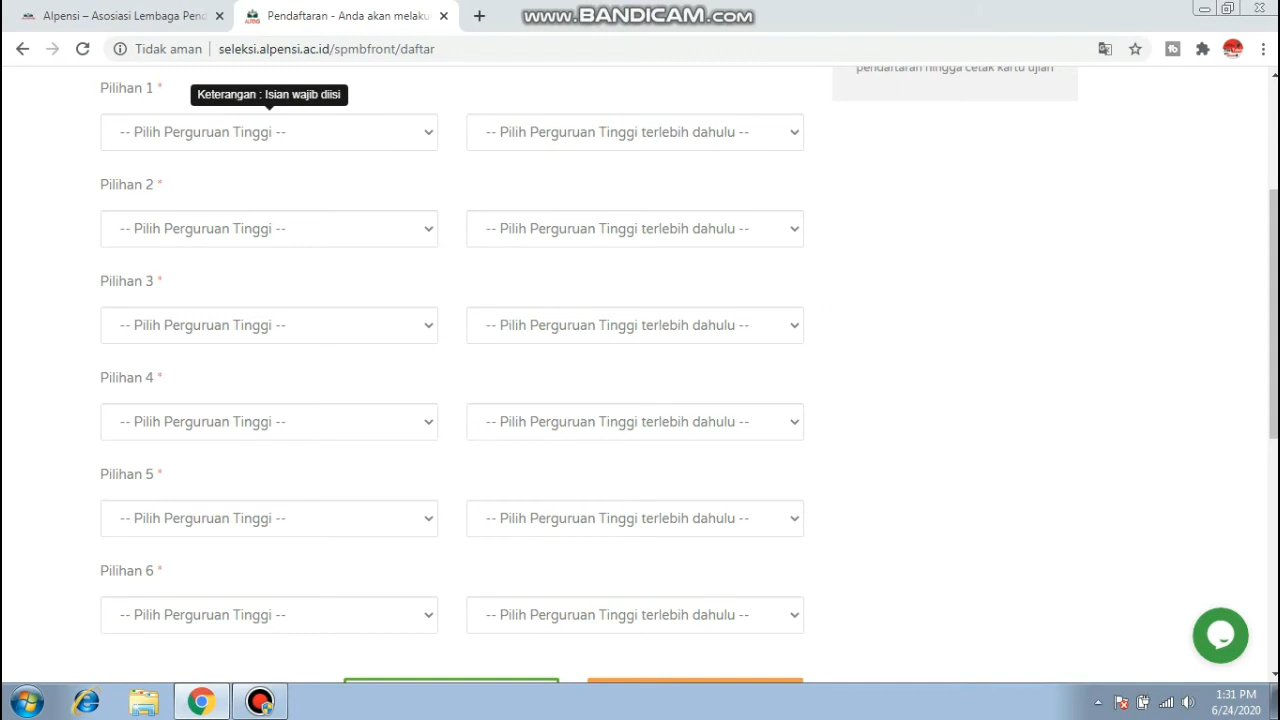 Alpensi – Asosiasi Lembaga Pend
Pendaftaran - Anda akan melaku
www.BANDICAM.com
Tidak aman
seleksi.alpensi.ac.id/spmbfront/daftar
pendaftaran hingga cetak kartu ujian
Pilihan 1 *
Keterangan : Isian wajib diisi
-- Pilih Perguruan Tinggi --
-- Pilih Perguruan Tinggi terlebih dahulu --
Pilihan 2 *
-- Pilih Perguruan Tinggi --
-- Pilih Perguruan Tinggi terlebih dahulu --
Pilihan 3 *
-- Pilih Perguruan Tinggi --
-- Pilih Perguruan Tinggi terlebih dahulu --
Pilihan 4 *
-- Pilih Perguruan Tinggi --
-- Pilih Perguruan Tinggi terlebih dahulu --
Pilihan 5 *
-- Pilih Perguruan Tinggi --
-- Pilih Perguruan Tinggi terlebih dahulu --
Pilihan 6 *
-- Pilih Perguruan Tinggi --
-- Pilih Perguruan Tinggi terlebih dahulu --
1:31 PM
6/24/2020